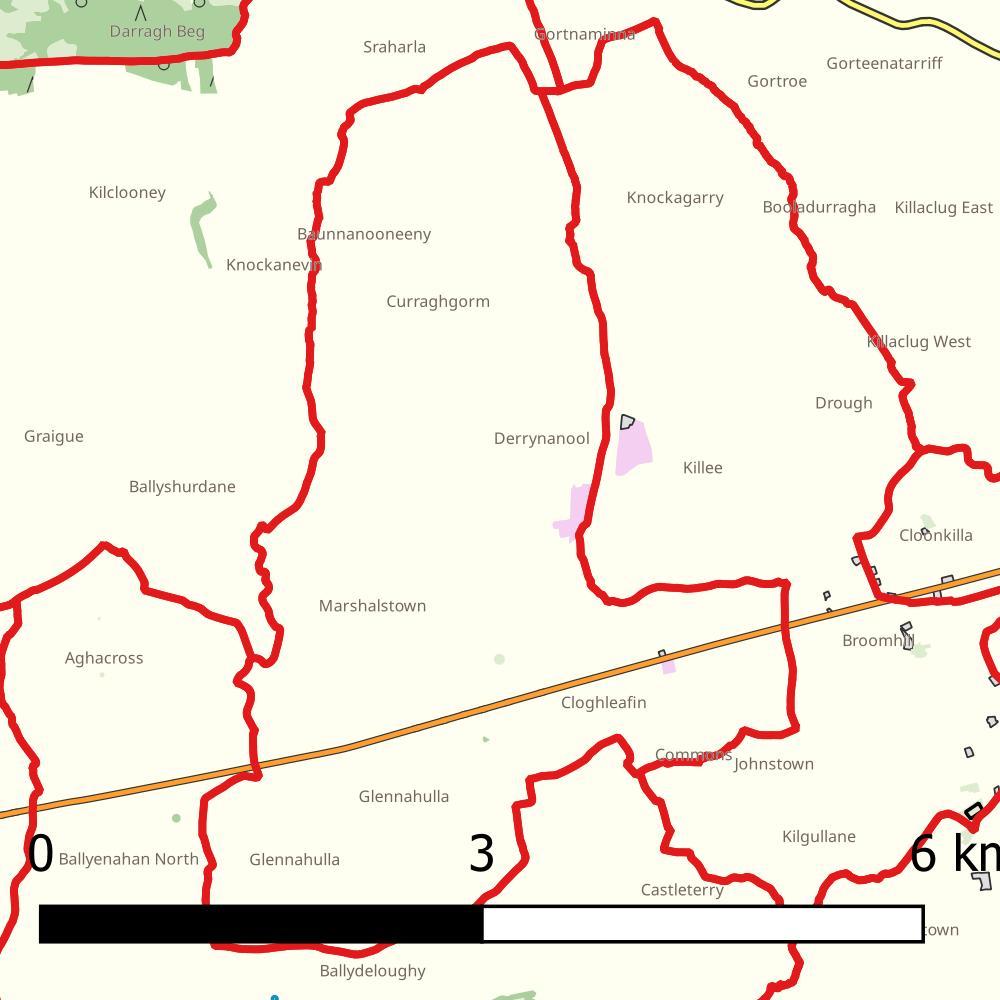 Darragh Beg
Sraharla
Gortnaminna
Gorteenatarriff
Gortroe
Kilclooney
Knockagarry
Booladurragha
Killaclug East
Baunnanooneeny
Knockanevin
Curraghgorm
Killaclug West
Drough
Graigue
Derrynanool
Killee
Ballyshurdane
Cloonkilla
Marshalstown
Broomhill
Aghacross
Cloghleafin
Commons
Johnstown
Glennahulla
Kilgullane
0 3 6 km
Ballyenahan North
Glennahulla
Castleterry
town
Ballydeloughy